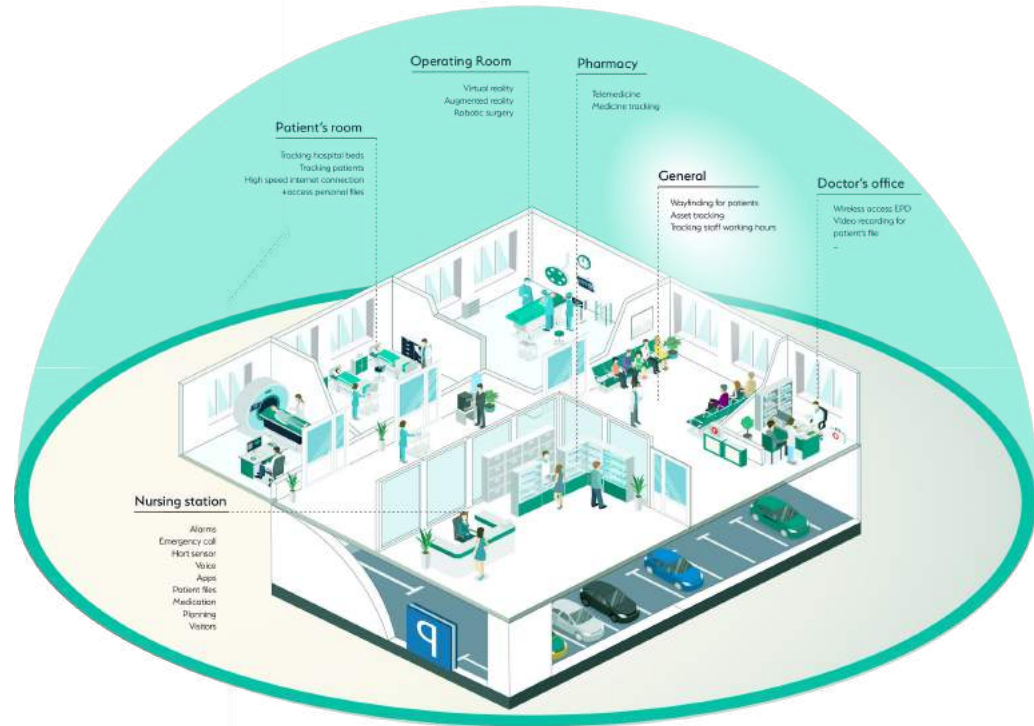 Operating Room
Virtual reality
Augmented reality
Robotic surgery
Pharmacy
Telemedicine
Medicine tracking
Patient's room
Tracking hospital beds
Tracking patients
High speed internet connection
+access personal files
General
Wayfinding for patients
Asset tracking
Tracking staff working hours
Doctor's office
Wireless access EPD
Video recording for
patient's file
-
Nursing station
Alarms
Emergency call
Hart sensor
Voice
Apps
Patient files
Medication
Planning
Visitors
P